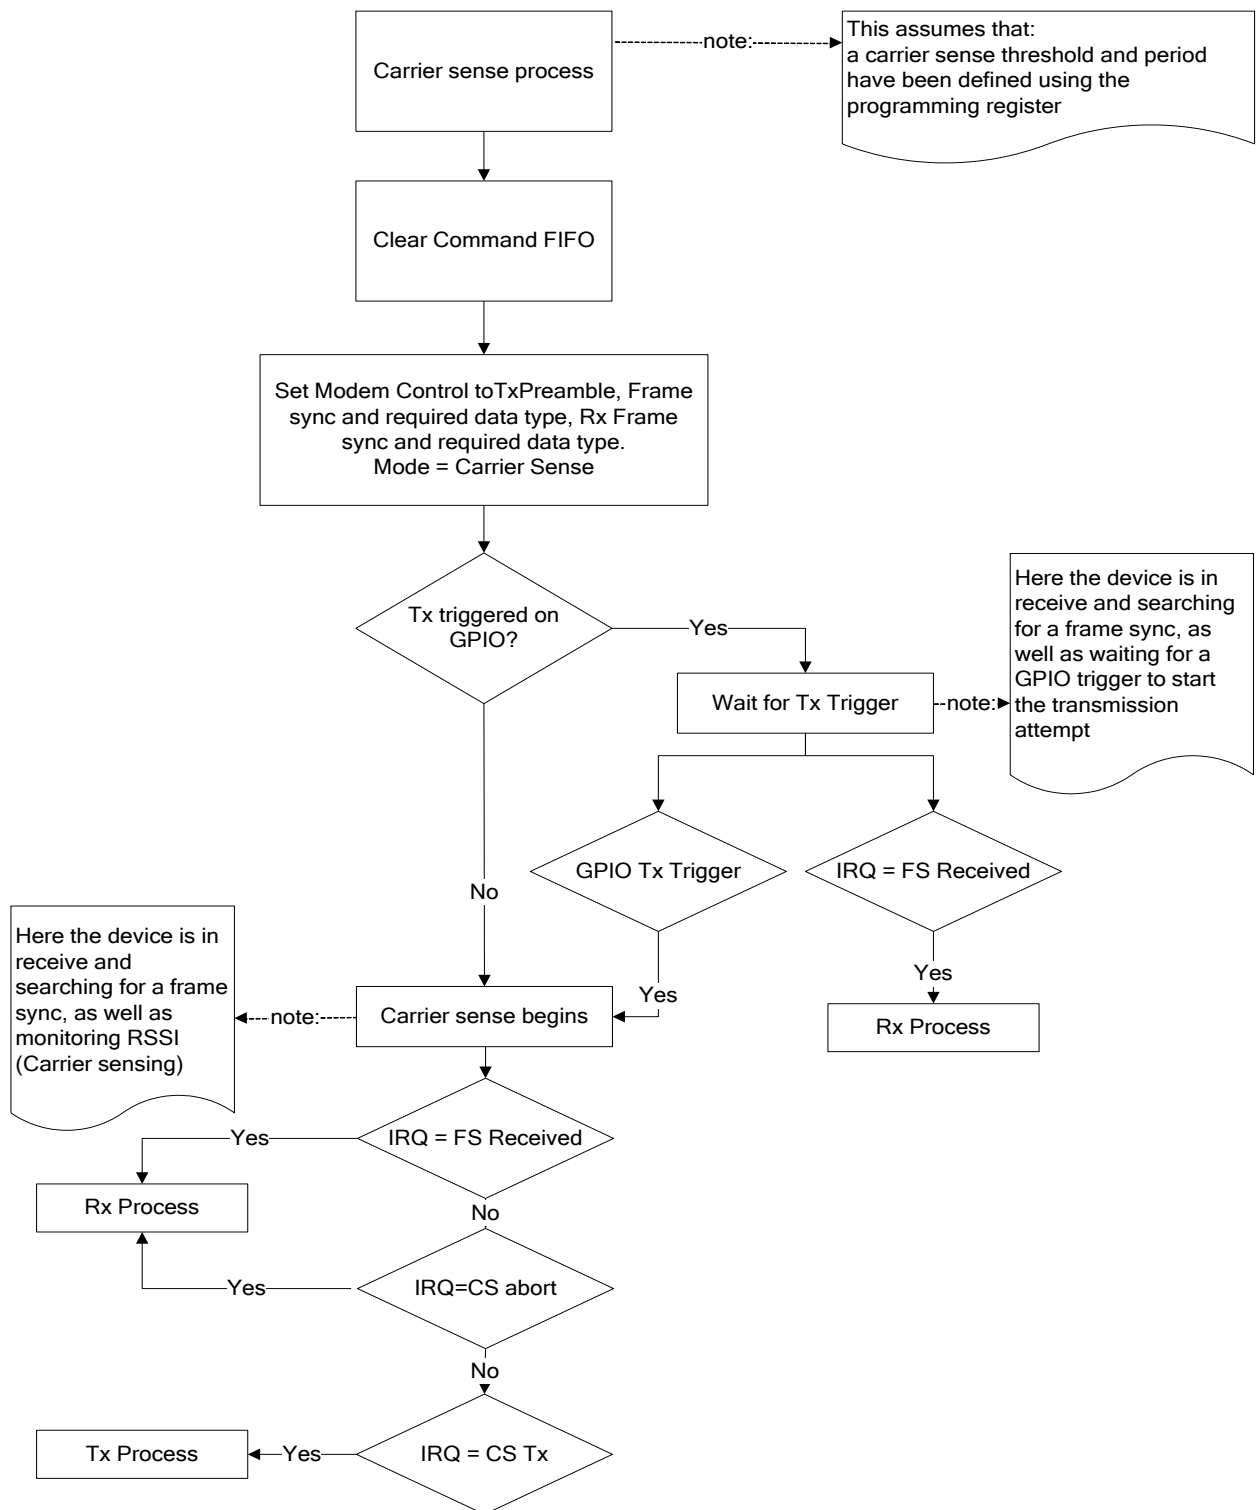 Carrier sense process
note:
This assumes that:
a carrier sense threshold and period
have been defined using the
programming register
Clear Command FIFO
Set Modem Control toTxPreamble, Frame
sync and required data type, Rx Frame
sync and required data type.
Mode = Carrier Sense
Tx triggered on
GPIO?
Yes
Wait for Tx Trigger
note:
Here the device is in
receive and searching
for a frame sync, as
well as waiting for a
GPIO trigger to start
the transmission
attempt
GPIO Tx Trigger
IRQ = FS Received
No
Yes
Yes
Rx Process
Here the device is in
receive and
searching for a frame
sync, as well as
monitoring RSSI
(Carrier sensing)
note:
Carrier sense begins
IRQ = FS Received
Yes
Rx Process
No
IRQ=CS abort
Yes
No
IRQ = CS Tx
Yes
Tx Process